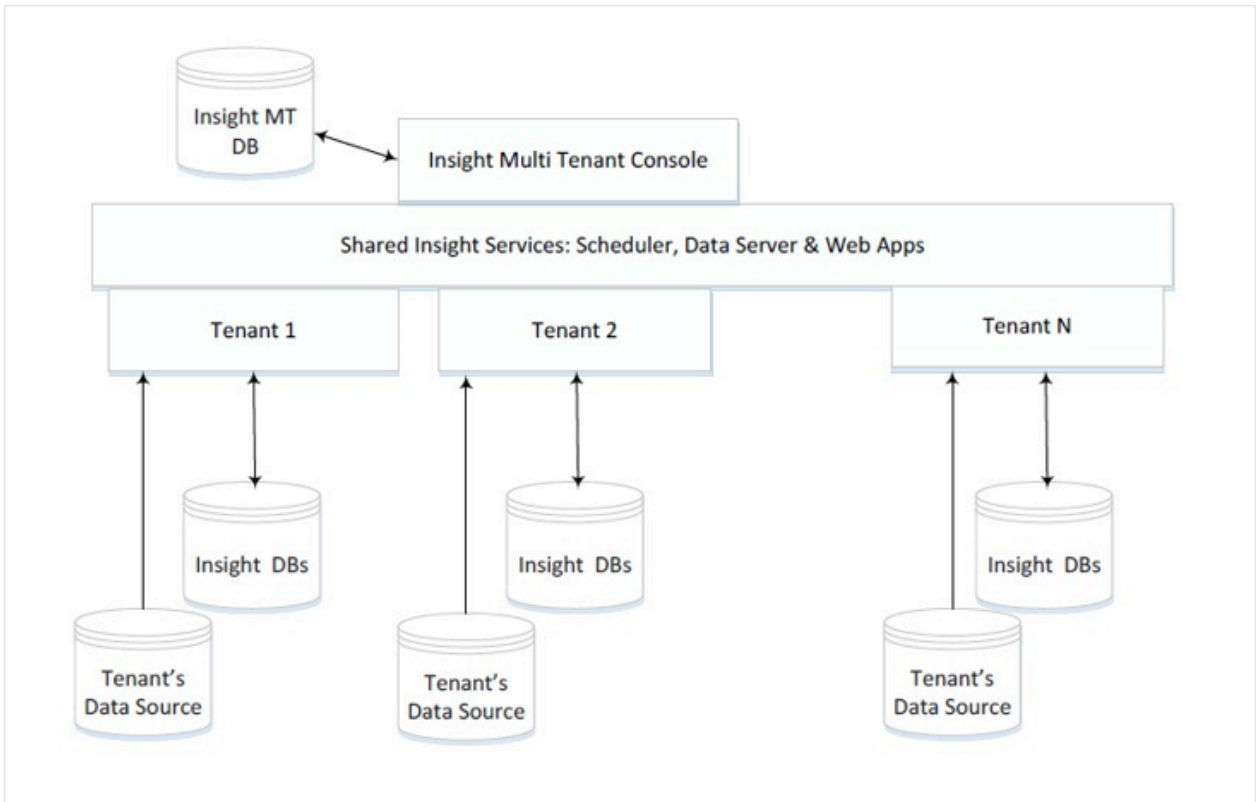 Insight MT
DB
Insight Multi Tenant Console
Shared Insight Services: Scheduler, Data Server & Web Apps
Tenant 1
Tenant 2
Tenant N
Insight DBs
Insight DBs
Insight DBs
Tenant’s
Data Source
Tenant’s
Data Source
Tenant’s
Data Source